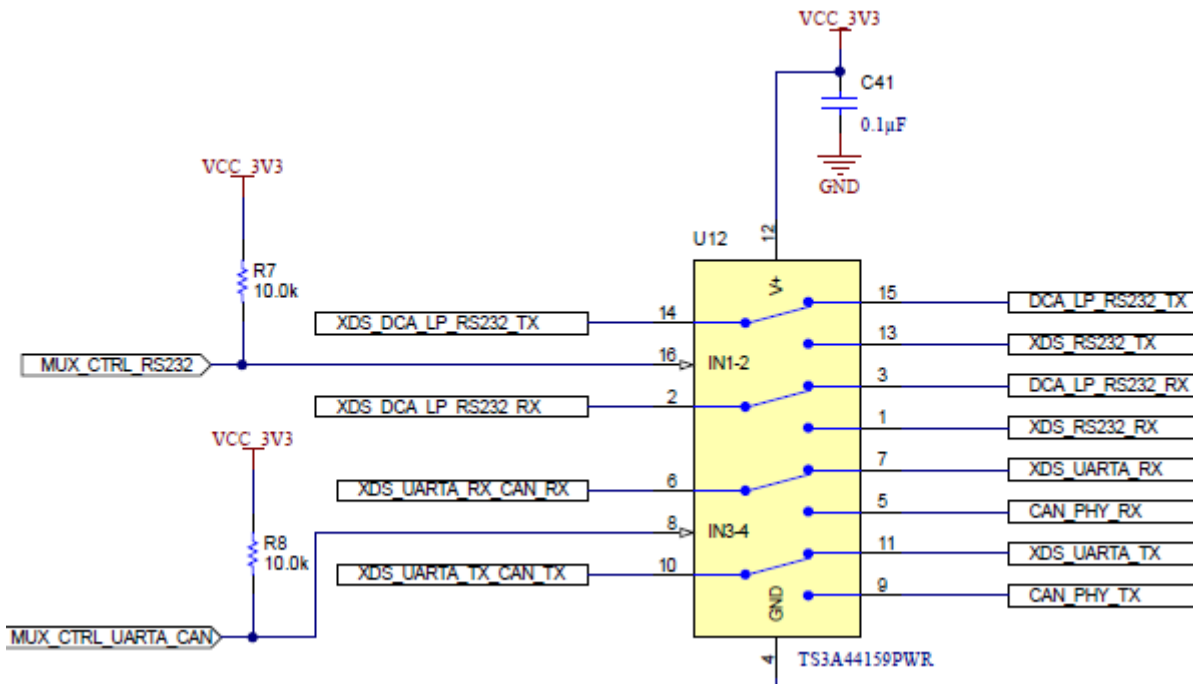 VCC_3V3
C41
0.1µF
GND
VCC_3V3
R7
10.0k
U12
12
V+
XDS_DCA_LP_RS232_TX
14
15
DCA_LP_RS232_TX
13
XDS_RS232_TX
MUX_CTRL_RS232
16
IN1-2
3
DCA_LP_RS232_RX
XDS_DCA_LP_RS232_RX
2
1
XDS_RS232_RX
VCC_3V3
7
XDS_UARTA_RX
XDS_UARTA_RX_CAN_RX
6
5
CAN_PHY_RX
8
IN3-4
R8
10.0k
11
XDS_UARTA_TX
XDS_UARTA_TX_CAN_TX
10
9
CAN_PHY_TX
GND
MUX_CTRL_UARTA_CAN
4
TS3A44159PWR